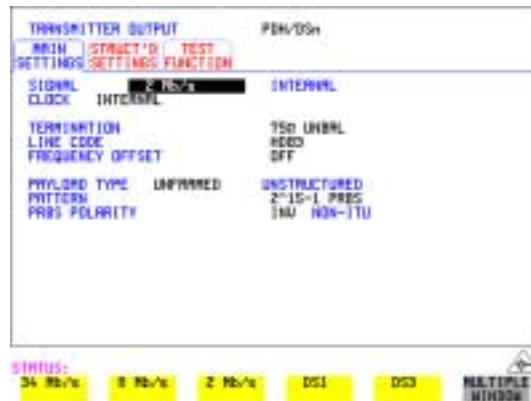 TRANSMITTER OUTPUT PDH/DSn
MAIN SETTINGS STRUCT'D SETTINGS TEST FUNCTION
SIGNAL 2 Mb/s INTERNAL
CLOCK INTERNAL
TERMINATION 75Ω UNBAL
LINE CODE HDB3
FREQUENCY OFFSET OFF
PAYLOAD TYPE UNFRAMED UNSTRUCTURED
PATTERN 2^15-1 PRBS
PRBS POLARITY INV NON-ITU
STATUS:
34 Mb/s 8 Mb/s 2 Mb/s DS1 DS3 MULTIPLE WINDOW